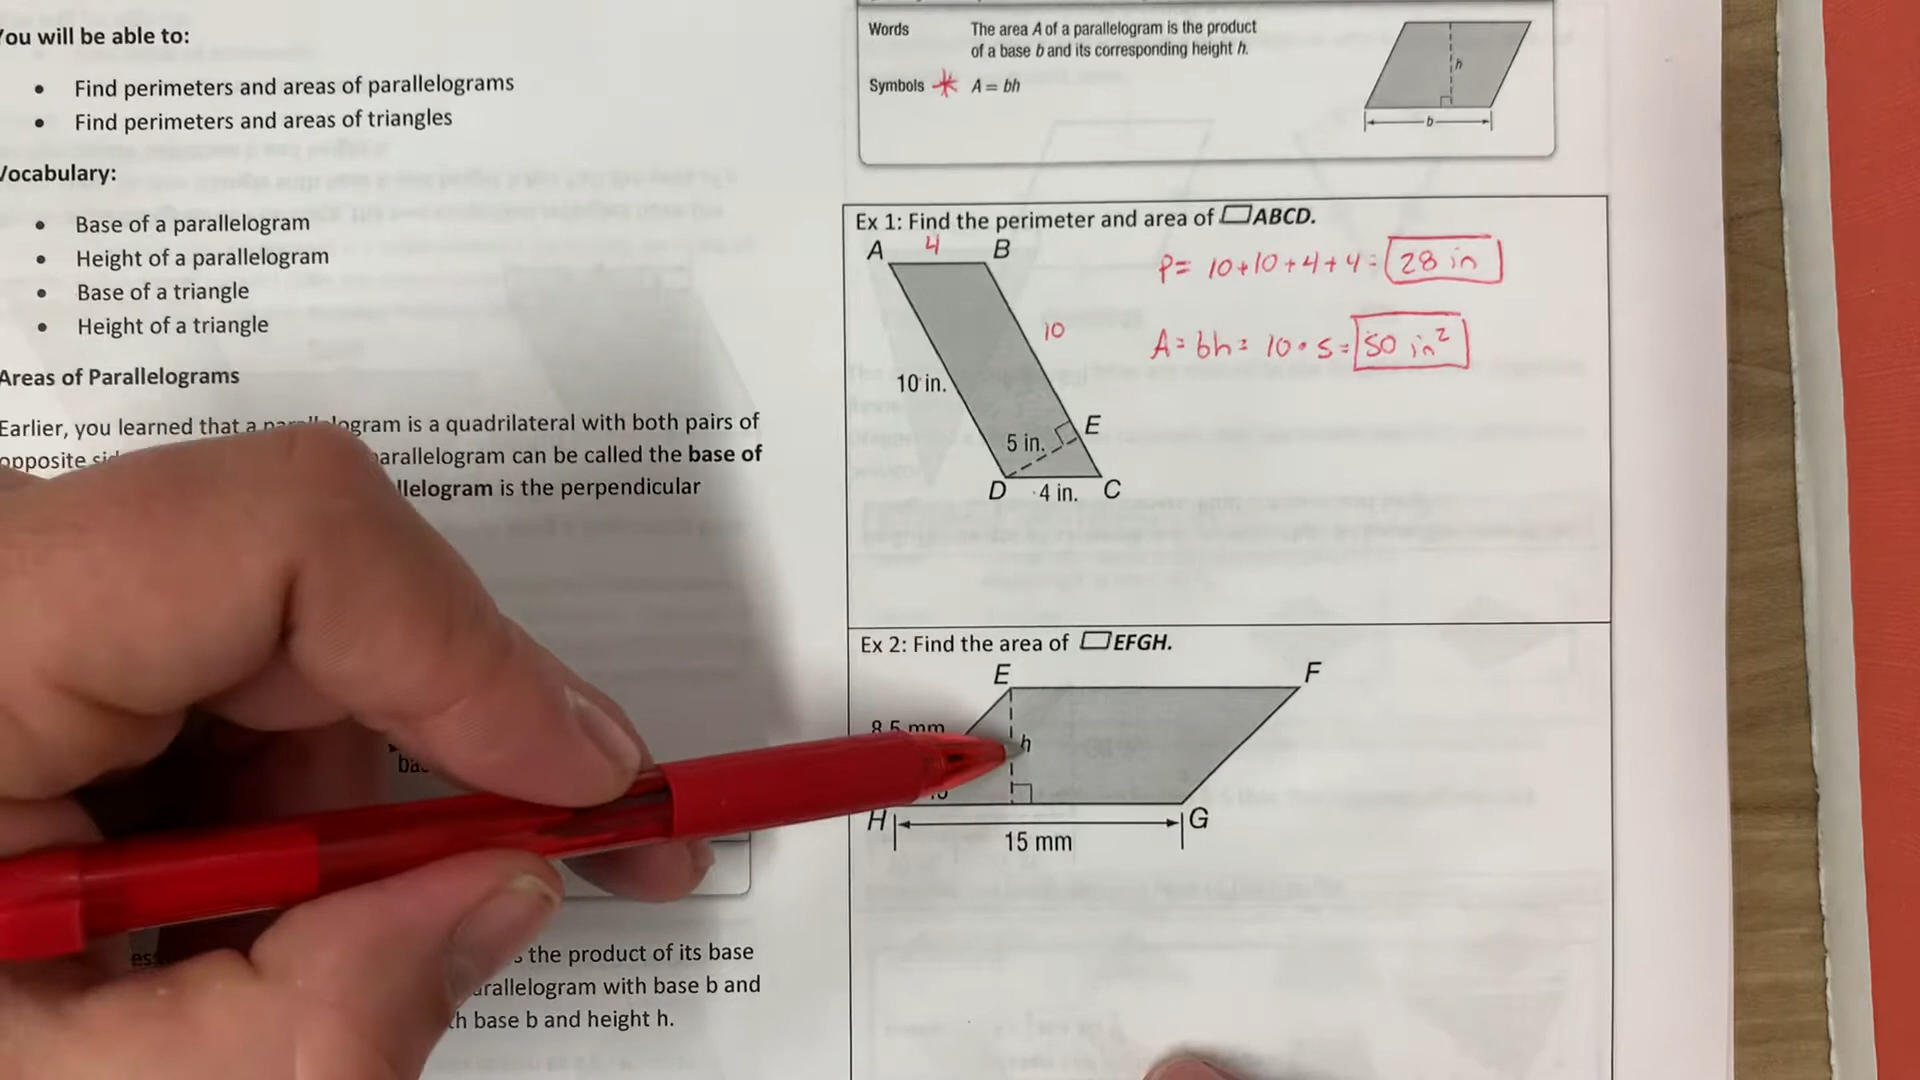 You will be able to:
• Find perimeters and areas of parallelograms
• Find perimeters and areas of triangles
Vocabulary:
• Base of a parallelogram
• Height of a parallelogram
• Base of a triangle
• Height of a triangle
Areas of Parallelograms
Earlier, you learned that a parallelogram is a quadrilateral with both pairs of
opposite parallelogram can be called the base of
is the perpendicular
the product of its base
parallelogram with base b and
base b and height h.
Words The area A of a parallelogram is the product
of a base b and its corresponding height h.
Symbols * A = bh
h
b
Ex 1: Find the perimeter and area of ▱ABCD.
A 4 B
P= 10+10+4+4= 28 in
10
A= bh= 10•5= 50 in²
10 in.
E
5 in.
D 4 in. C
Ex 2: Find the area of ▱EFGH.
E F
8.5 mm
h
H G
15 mm